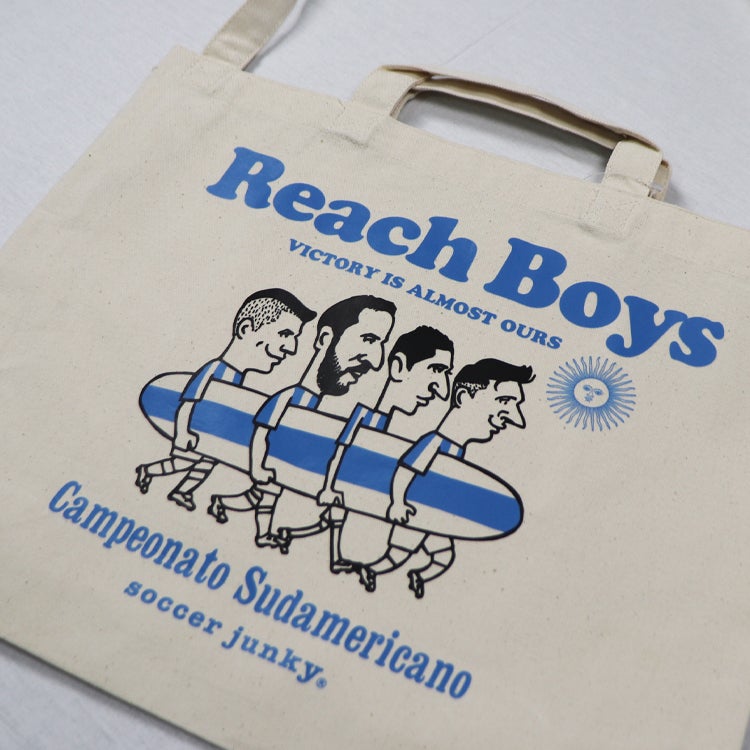 Reach Boys
VICTORY IS ALMOST OURS
Campeonato Sudamericano
soccer junky®